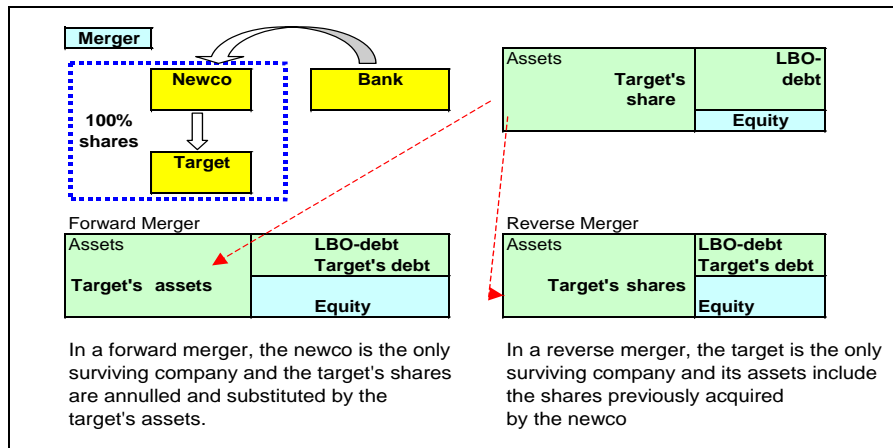 Merger
Newco
Bank
100%
shares
Target
Assets
Target's
share
LBO-
debt
Equity
Forward Merger
Assets
Target's assets
LBO-debt
Target's debt
Equity
In a forward merger, the newco is the only
surviving company and the target's shares
are annulled and substituted by the
target's assets.
Reverse Merger
Assets
Target's shares
LBO-debt
Target's debt
Equity
In a reverse merger, the target is the only
surviving company and its assets include
the shares previously acquired
by the newco